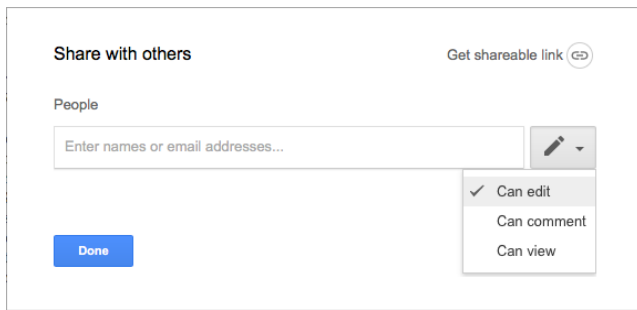 Share with others
Get shareable link
People
Enter names or email addresses...
Can edit
Can comment
Can view
Done